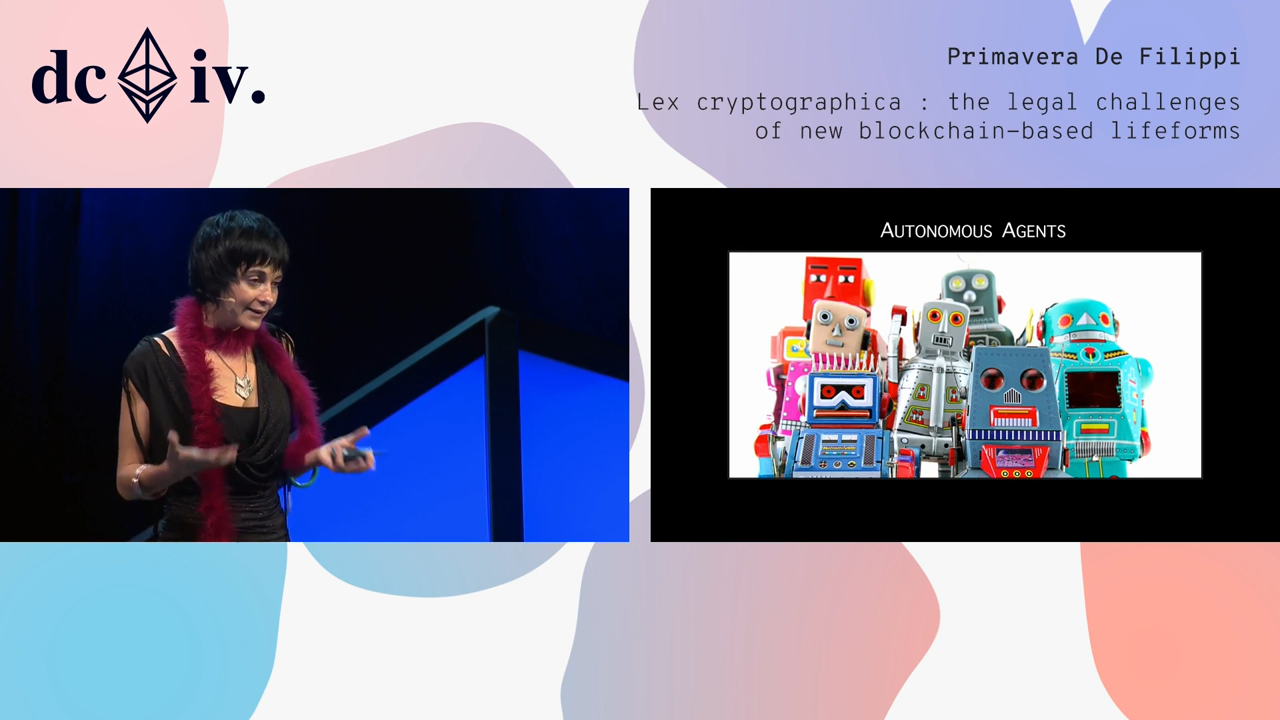 dc iv.
Primavera De Filippi
Lex cryptographica : the legal challenges
of new blockchain-based lifeforms
Autonomous Agents